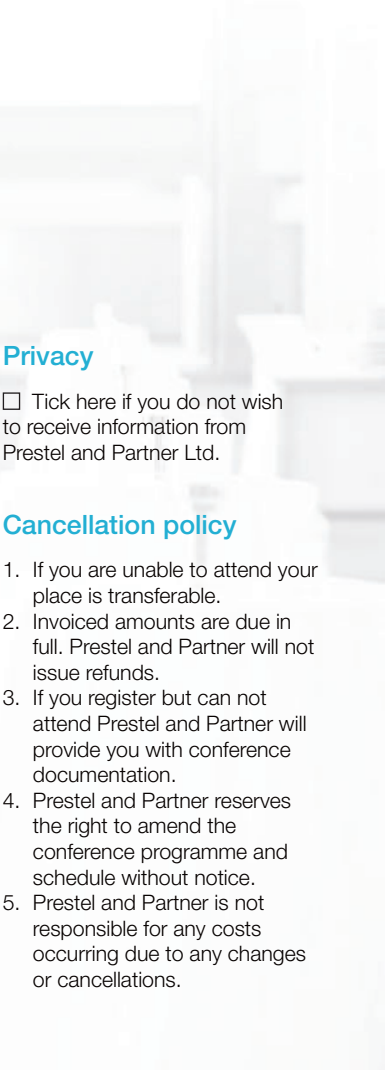 Privacy
☐ Tick here if you do not wish
to receive information from
Prestel and Partner Ltd.
Cancellation policy
1. If you are unable to attend your
place is transferable.
2. Invoiced amounts are due in
full. Prestel and Partner will not
issue refunds.
3. If you register but can not
attend Prestel and Partner will
provide you with conference
documentation.
4. Prestel and Partner reserves
the right to amend the
conference programme and
schedule without notice.
5. Prestel and Partner is not
responsible for any costs
occurring due to any changes
or cancellations.